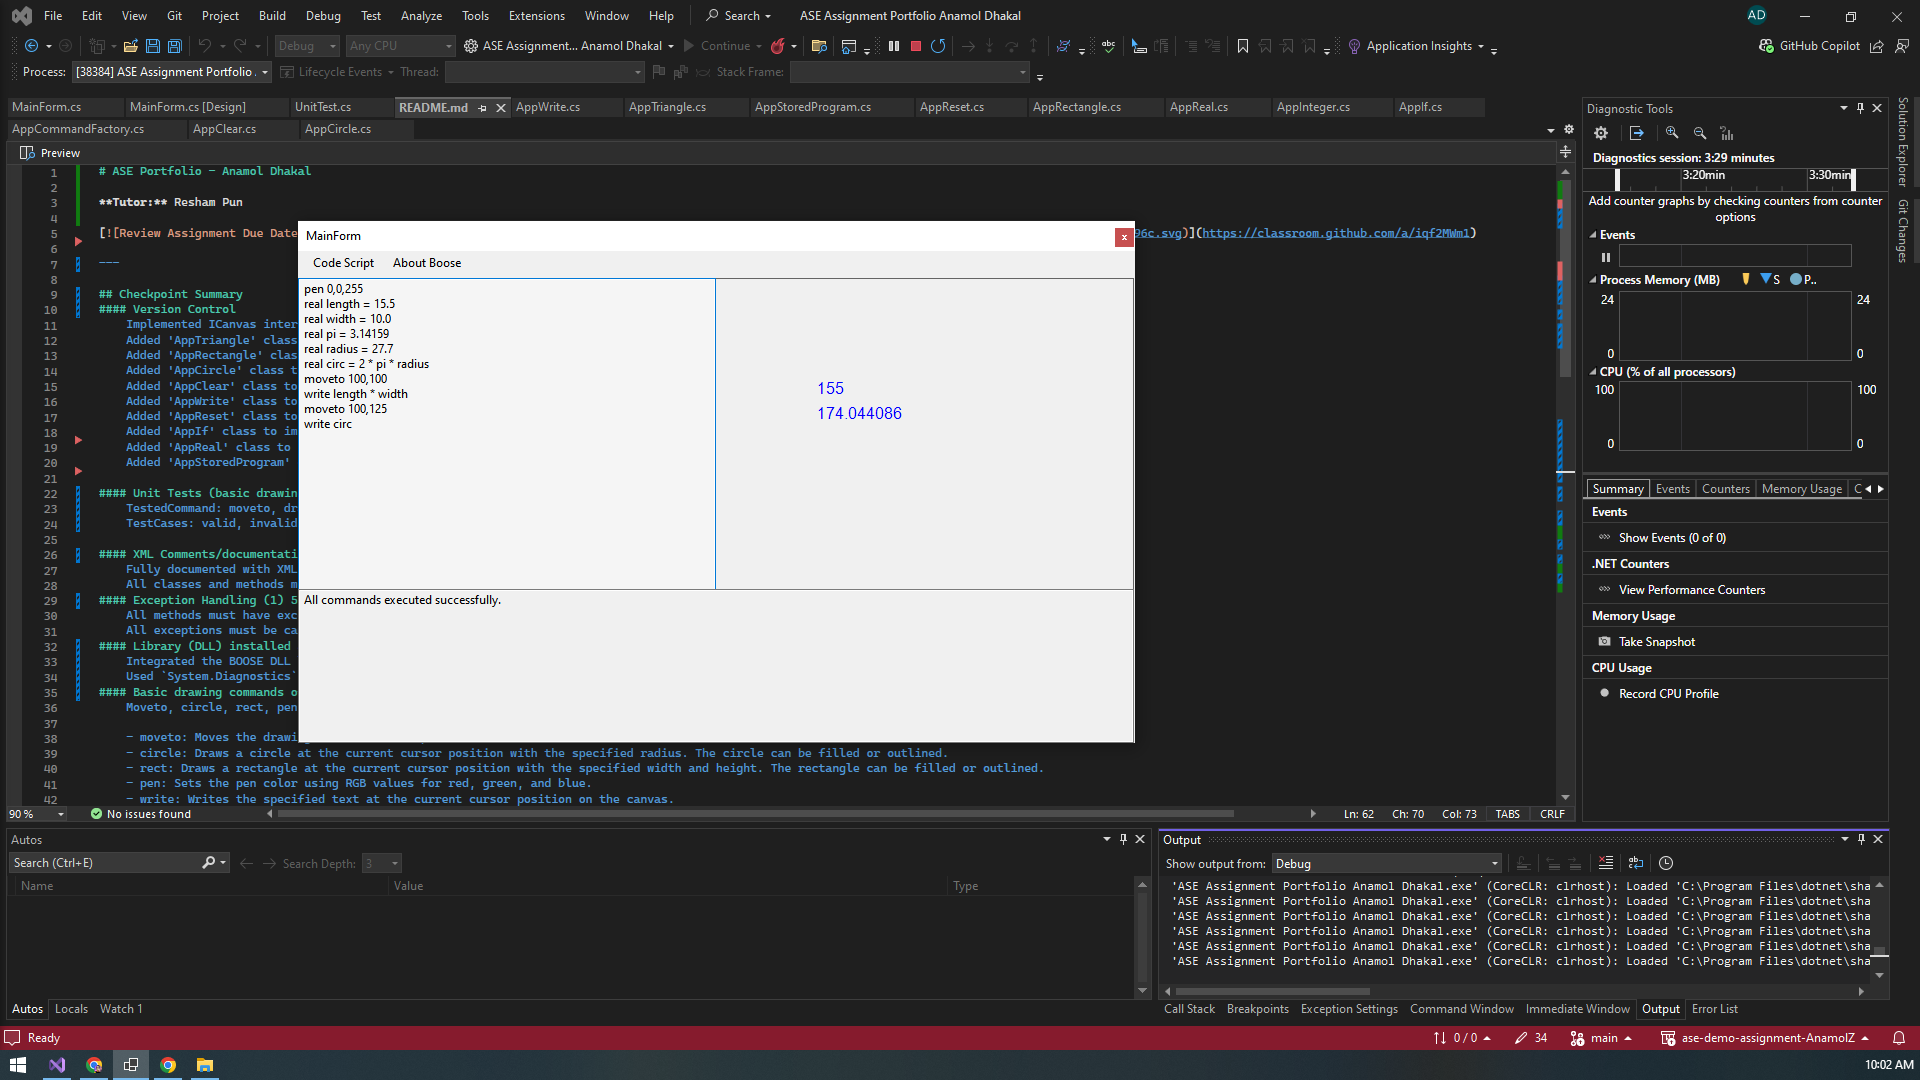 File Edit View Git Project Build Debug Test Analyze Tools Extensions Window Help Search ASE Assignment Portfolio Anamol Dhakal AD
Debug Any CPU ASE Assignment... Anamol Dhakal Continue Application Insights GitHub Copilot
Process: [38384] ASE Assignment Portfolio . Lifecycle Events Thread: Stack Frame:
MainForm.cs MainForm.cs [Design] UnitTest.cs README.md AppWrite.cs AppTriangle.cs AppStoredProgram.cs AppReset.cs AppRectangle.cs AppReal.cs AppInteger.cs AppIf.cs
AppCommandFactory.cs AppClear.cs AppCircle.cs
Preview
1 # ASE Portfolio - Anamol Dhakal
2
3 **Tutor:** Resham Pun
4
5 [![Review Assignment Due Date 96c.svg)](https://classroom.github.com/a/iqf2MWm1)
6
7 ---
8
9 ## Checkpoint Summary
10 #### Version Control
11 Implemented ICanvas inter
12 Added 'AppTriangle' class
13 Added 'AppRectangle' clas
14 Added 'AppCircle' class t
15 Added 'AppClear' class to
16 Added 'AppWrite' class to
17 Added 'AppReset' class to
18 Added 'AppIf' class to im
19 Added 'AppReal' class to
20 Added 'AppStoredProgram'
21
22 #### Unit Tests (basic drawin
23 TestedCommand: moveto, dr
24 TestCases: valid, invalid
25
26 #### XML Comments/documentati
27 Fully documented with XML
28 All classes and methods m
29 #### Exception Handling (1) 5
30 All methods must have exc
31 All exceptions must be ca
32 #### Library (DLL) installed
33 Integrated the BOOSE DLL
34 Used `System.Diagnostics`
35 #### Basic drawing commands o
36 Moveto, circle, rect, pen
37
38 - moveto: Moves the drawi
39 - circle: Draws a circle at the current cursor position with the specified radius. The circle can be filled or outlined.
40 - rect: Draws a rectangle at the current cursor position with the specified width and height. The rectangle can be filled or outlined.
41 - pen: Sets the pen color using RGB values for red, green, and blue.
42 - write: Writes the specified text at the current cursor position on the canvas.
90 % No issues found Ln: 62 Ch: 70 Col: 73 TABS CRLF
MainForm x
Code Script About Boose
pen 0,0,255
real length = 15.5
real width = 10.0
real pi = 3.14159
real radius = 27.7
real circ = 2 * pi * radius
moveto 100,100
write length * width
moveto 100,125
write circ
155
174.044086
All commands executed successfully.
Diagnostic Tools
Diagnostics session: 3:29 minutes
3:20min 3:30min
Add counter graphs by checking counters from counter
options
Events
Process Memory (MB) S P..
24 24
0 0
CPU (% of all processors)
100 100
0 0
Summary Events Counters Memory Usage C
Events
Show Events (0 of 0)
.NET Counters
View Performance Counters
Memory Usage
Take Snapshot
CPU Usage
Record CPU Profile
Solution Explorer
Git Changes
Autos
Search (Ctrl+E) Search Depth: 3
Name Value Type
Autos Locals Watch 1
Output
Show output from: Debug
'ASE Assignment Portfolio Anamol Dhakal.exe' (CoreCLR: clrhost): Loaded 'C:\Program Files\dotnet\sha
'ASE Assignment Portfolio Anamol Dhakal.exe' (CoreCLR: clrhost): Loaded 'C:\Program Files\dotnet\sha
'ASE Assignment Portfolio Anamol Dhakal.exe' (CoreCLR: clrhost): Loaded 'C:\Program Files\dotnet\sha
'ASE Assignment Portfolio Anamol Dhakal.exe' (CoreCLR: clrhost): Loaded 'C:\Program Files\dotnet\sha
'ASE Assignment Portfolio Anamol Dhakal.exe' (CoreCLR: clrhost): Loaded 'C:\Program Files\dotnet\sha
'ASE Assignment Portfolio Anamol Dhakal.exe' (CoreCLR: clrhost): Loaded 'C:\Program Files\dotnet\sha
Call Stack Breakpoints Exception Settings Command Window Immediate Window Output Error List
Ready 0 / 0 34 main ase-demo-assignment-AnamolZ
10:02 AM